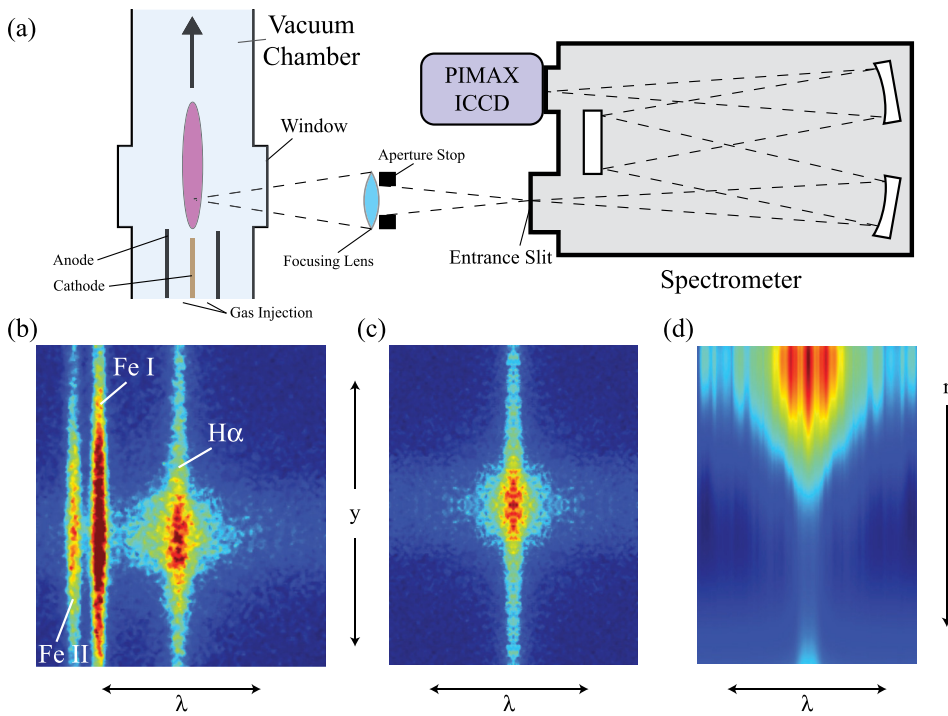 (a)
Vacuum
Chamber
Window
PIMAX
ICCD
Aperture Stop
Anode
Cathode
Gas Injection
Focusing Lens
Entrance Slit
Spectrometer
(b)
(c)
(d)
Fe I
Hα
Fe II
y
r
λ
λ
λ